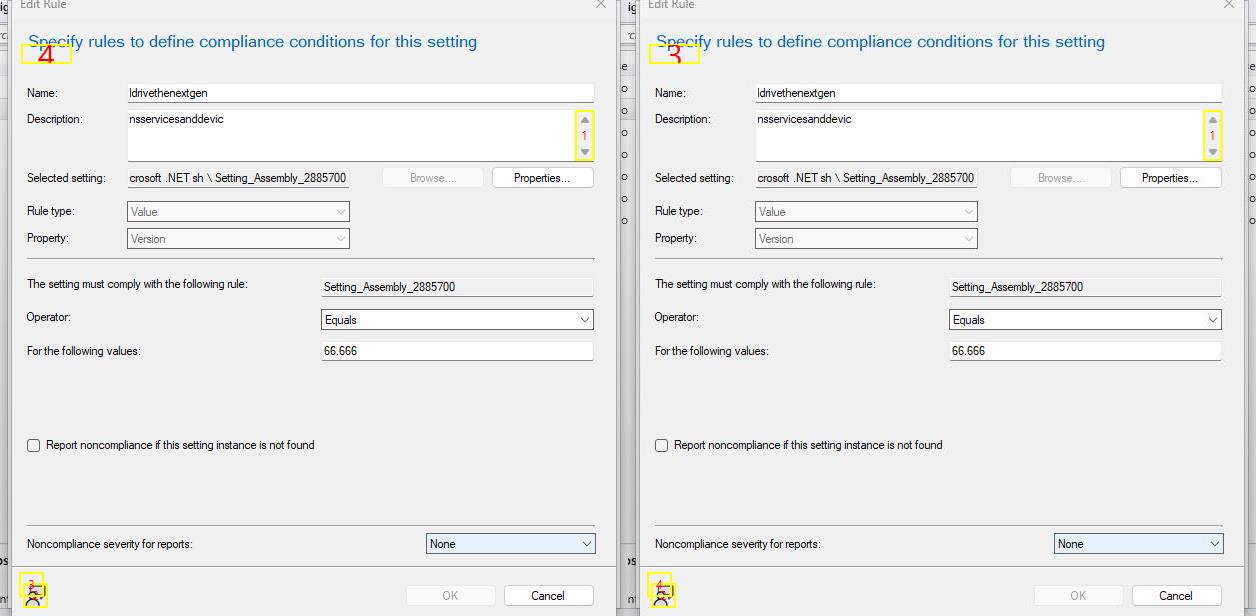 Edit Rule
Specify rules to define compliance conditions for this setting
4
Name:
Idrivethenextgen
Description:
nsservicesanddevic
1
Selected setting:
crosoft .NET sh \ Setting_Assembly_2885700
Browse...
Properties...
Rule type:
Value
Property:
Version
The setting must comply with the following rule:
Setting_Assembly_2885700
Operator:
Equals
For the following values:
66.666
Report noncompliance if this setting instance is not found
Noncompliance severity for reports:
None
3
OK
Cancel
Edit Rule
Specify rules to define compliance conditions for this setting
3
Name:
Idrivethenextgen
Description:
nsservicesanddevic
1
Selected setting:
crosoft .NET sh \ Setting_Assembly_2885700
Browse...
Properties...
Rule type:
Value
Property:
Version
The setting must comply with the following rule:
Setting_Assembly_2885700
Operator:
Equals
For the following values:
66.666
Report noncompliance if this setting instance is not found
Noncompliance severity for reports:
None
4
OK
Cancel